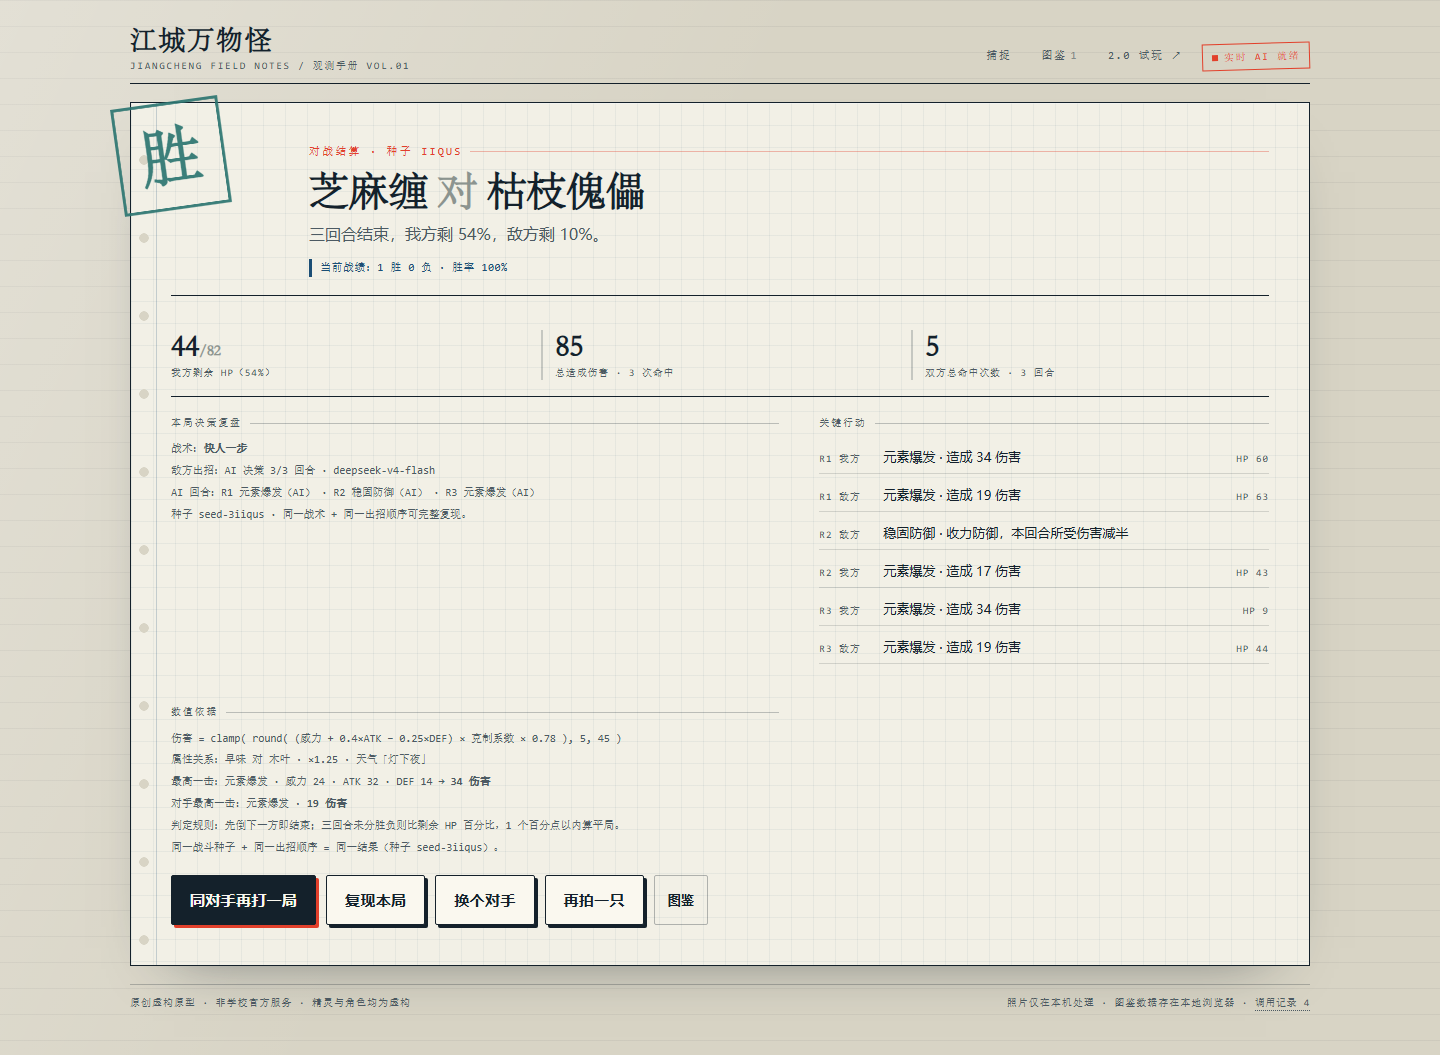 江城万物怪
JIANGCHENG FIELD NOTES / 观测手册 VOL.01
捕捉 图鉴 1 2.0 试玩 ↗ 实时 AI 就绪
胜
对战结算 · 种子 IIQUS
芝麻缠 对 枯枝傀儡
三回合结束，我方剩 54%，敌方剩 10%。
当前战绩：1 胜 0 负 · 胜率 100%
44/82
我方剩余 HP（54%）
85
总造成伤害 · 3 次命中
5
双方总命中次数 · 3 回合
本局决策复盘
战术：快人一步
敌方出招：AI 决策 3/3 回合 · deepseek-v4-flash
AI 回合：R1 元素爆发（AI） · R2 稳固防御（AI） · R3 元素爆发（AI）
种子 seed-3iiqus · 同一战术 + 同一出招顺序可完整复现。
关键行动
R1 我方 元素爆发 · 造成 34 伤害 HP 60
R1 敌方 元素爆发 · 造成 19 伤害 HP 63
R2 敌方 稳固防御 · 收力防御，本回合所受伤害减半
R2 我方 元素爆发 · 造成 17 伤害 HP 43
R3 我方 元素爆发 · 造成 34 伤害 HP 9
R3 敌方 元素爆发 · 造成 19 伤害 HP 44
数值依据
伤害 = clamp( round( (威力 + 0.4×ATK − 0.25×DEF) × 克制系数 × 0.78 ), 5, 45 )
属性关系：早味 对 木叶 · ×1.25 · 天气「灯下夜」
最高一击：元素爆发 · 威力 24 · ATK 32 · DEF 14 → 34 伤害
对手最高一击：元素爆发 · 19 伤害
判定规则：先倒下一方即结束；三回合未分胜负则比剩余 HP 百分比，1 个百分点以内算平局。
同一战斗种子 + 同一出招顺序 = 同一结果（种子 seed-3iiqus）。
同对手再打一局 复现本局 换个对手 再拍一只 图鉴
原创虚构原型 · 非学校官方服务 · 精灵与角色均为虚构
照片仅在本机处理 · 图鉴数据存在本地浏览器 · 调用记录 4